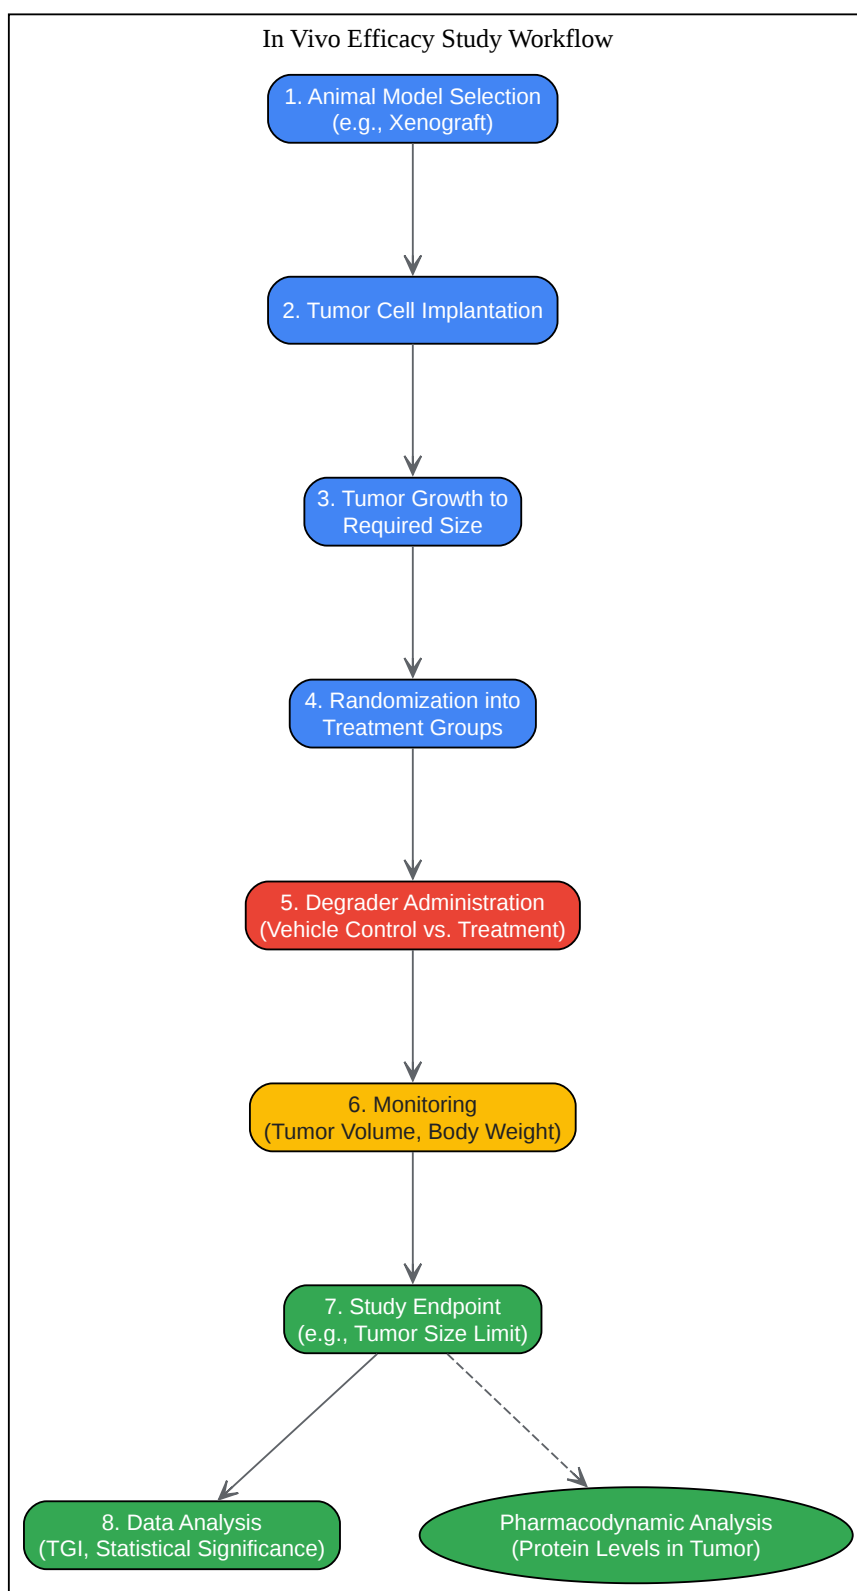 In Vivo Efficacy Study Workflow
1. Animal Model Selection
(e.g., Xenograft)
2. Tumor Cell Implantation
3. Tumor Growth to
Required Size
4. Randomization into
Treatment Groups
5. Degrader Administration
(Vehicle Control vs. Treatment)
6. Monitoring
(Tumor Volume, Body Weight)
7. Study Endpoint
(e.g., Tumor Size Limit)
8. Data Analysis
(TGI, Statistical Significance)
Pharmacodynamic Analysis
(Protein Levels in Tumor)